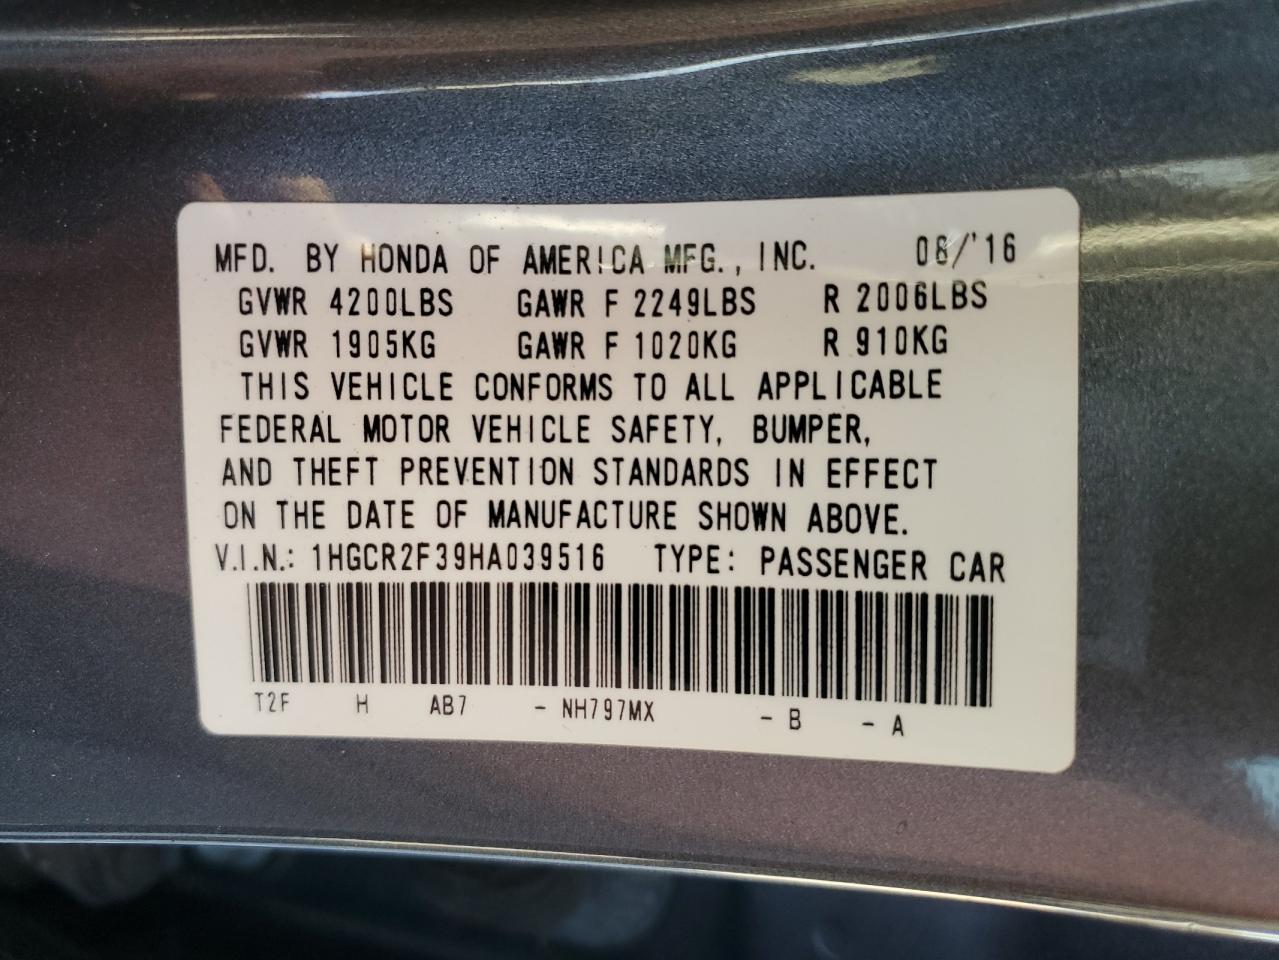 MFD. BY HONDA OF AMERICA MFG., INC. 08/'16
GVWR 4200LBS GAWR F 2249LBS R 2006LBS
GVWR 1905KG GAWR F 1020KG R 910KG
THIS VEHICLE CONFORMS TO ALL APPLICABLE
FEDERAL MOTOR VEHICLE SAFETY, BUMPER,
AND THEFT PREVENTION STANDARDS IN EFFECT
ON THE DATE OF MANUFACTURE SHOWN ABOVE.
V.I.N.: 1HGCR2F39HA039516 TYPE: PASSENGER CAR
T2F H AB7 - NH797MX - B - A